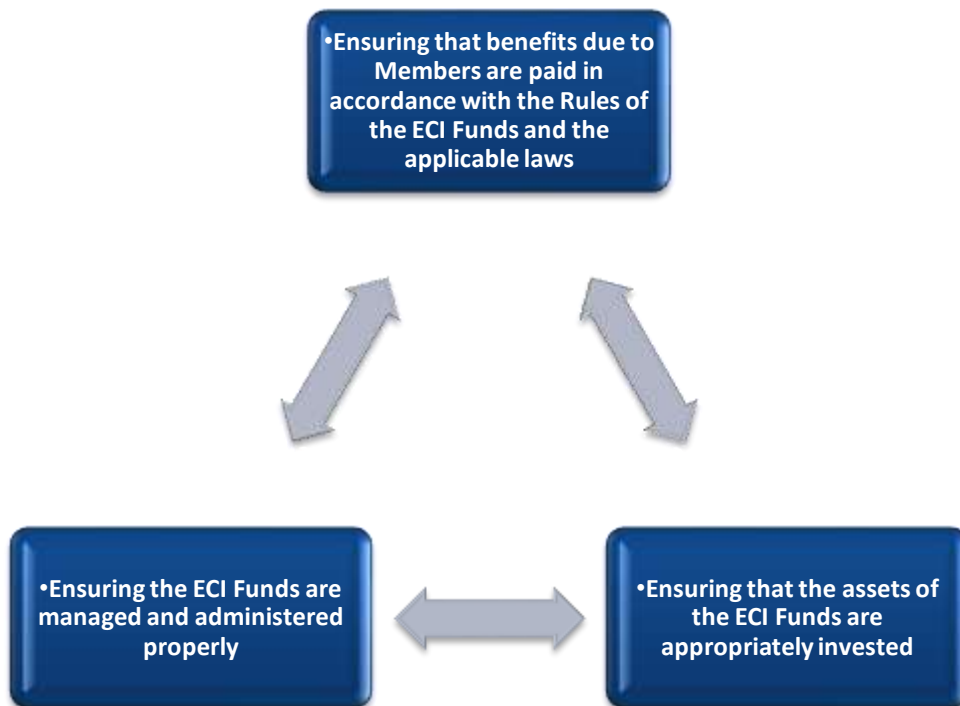 •Ensuring that benefits due to
Members are paid in
accordance with the Rules of
the ECI Funds and the
applicable laws
•Ensuring the ECI Funds are
managed and administered
properly
•Ensuring that the assets of
the ECI Funds are
appropriately invested